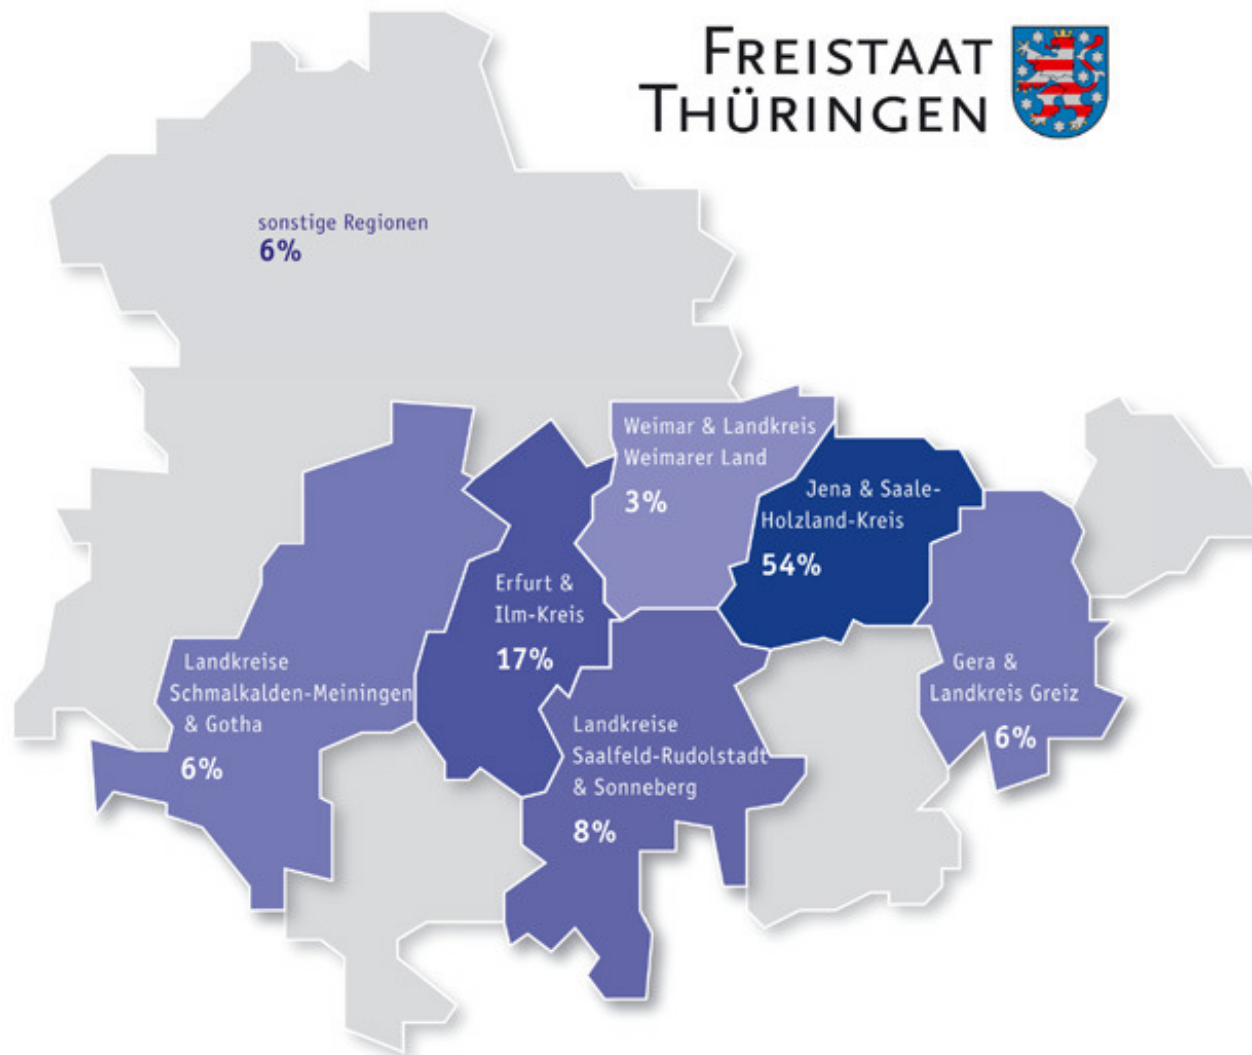 FREISTAAT
THÜRINGEN
sonstige Regionen
6%
Weimar & Landkreis
Weimarer Land
3%
Jena & Saale-
Holzland-Kreis
54%
Erfurt &
Ilm-Kreis
17%
Landkreise
Schmalkalden-Meiningen
& Gotha
6%
Landkreise
Saalfeld-Rudolstadt
& Sonneberg
8%
Gera &
Landkreis Greiz
6%